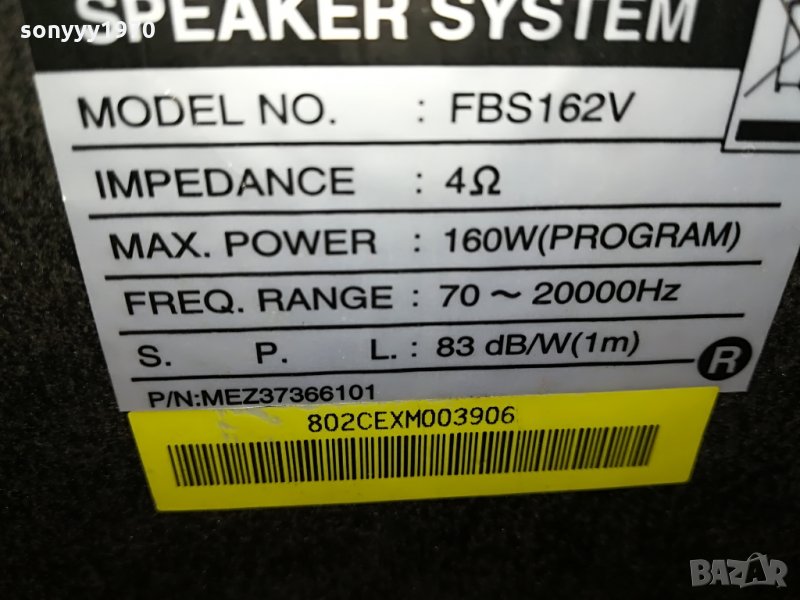 sonyyy1970
SPEAKER SYSTEM
MODEL NO. : FBS162V
IMPEDANCE : 4Ω
MAX. POWER : 160W(PROGRAM)
FREQ. RANGE : 70 ~ 20000Hz
S. P. L. : 83 dB/W(1m)
R
P/N:MEZ37366101
802CEXM003906
BAZAR